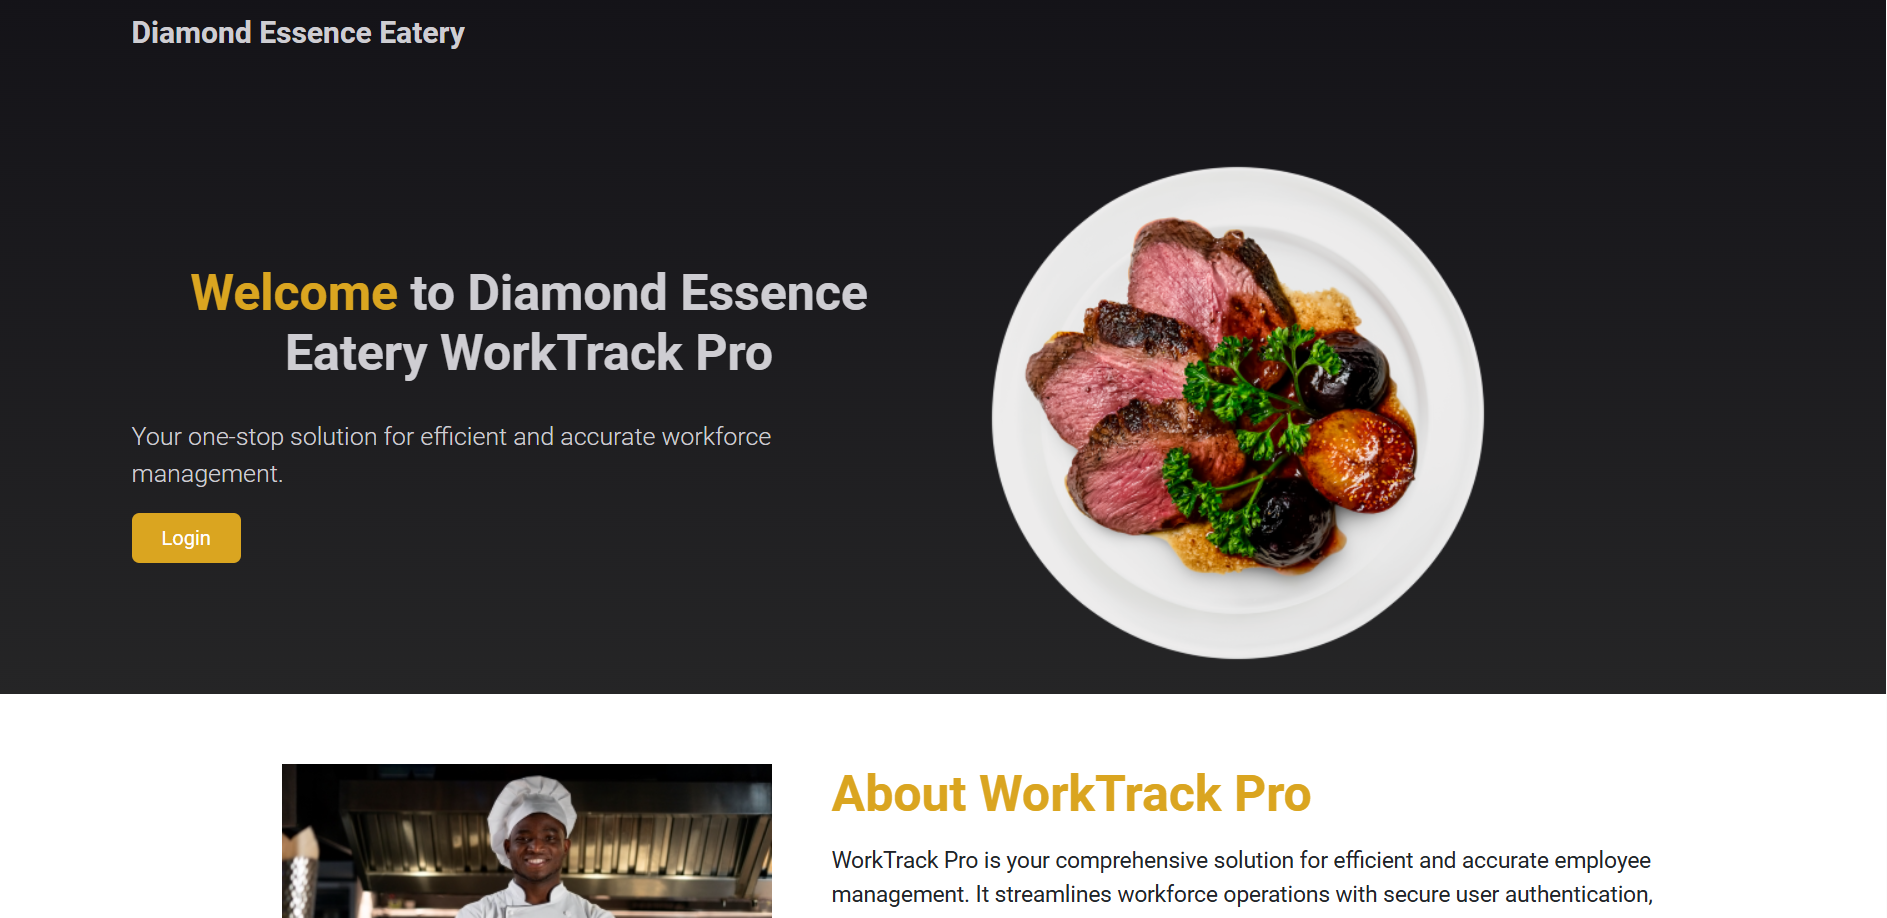 Diamond Essence Eatery
Welcome to Diamond Essence
Eatery WorkTrack Pro
Your one-stop solution for efficient and accurate workforce
management.
Login
About WorkTrack Pro
WorkTrack Pro is your comprehensive solution for efficient and accurate employee
management. It streamlines workforce operations with secure user authentication,